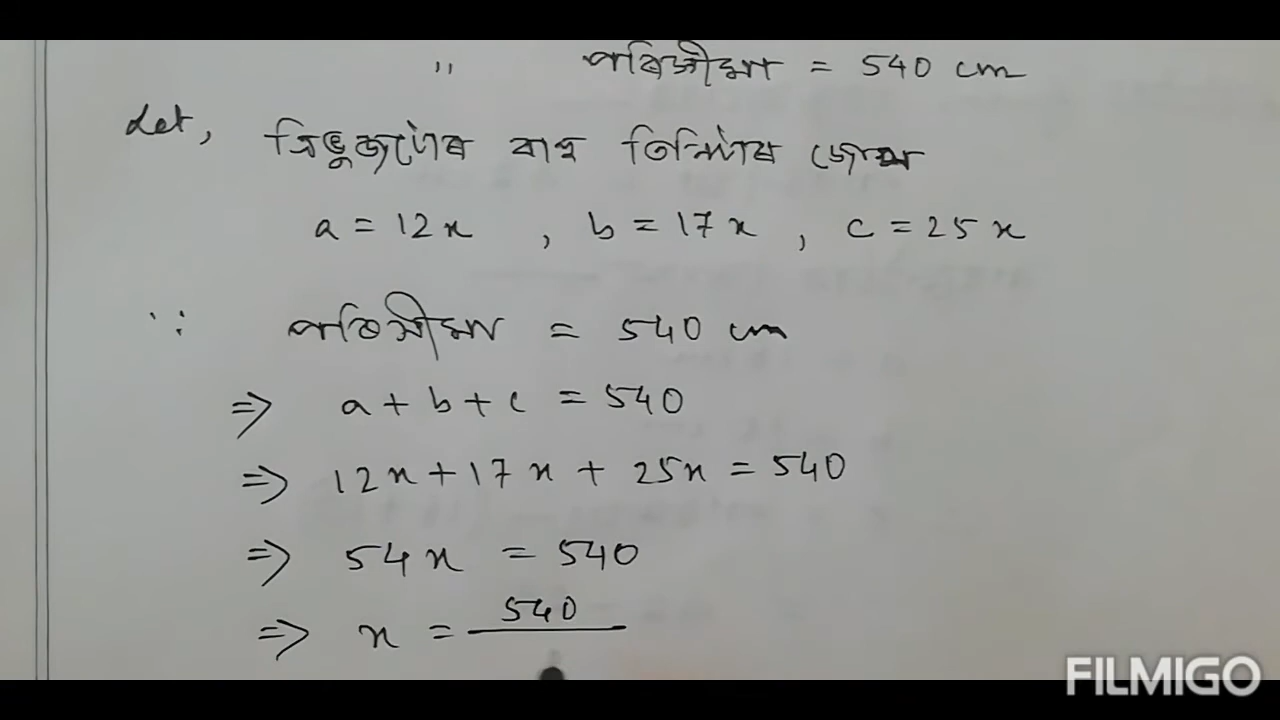 " পৰিসীমা = 540 cm
Let, ত্ৰিভুজটোৰ বাহু তিনিটাৰ জোখ
a = 12x , b = 17x , c = 25x
∵ পৰিসীমা = 540 cm
⇒ a + b + c = 540
⇒ 12x + 17x + 25x = 540
⇒ 54x = 540
⇒ x = 540
FILMIGO